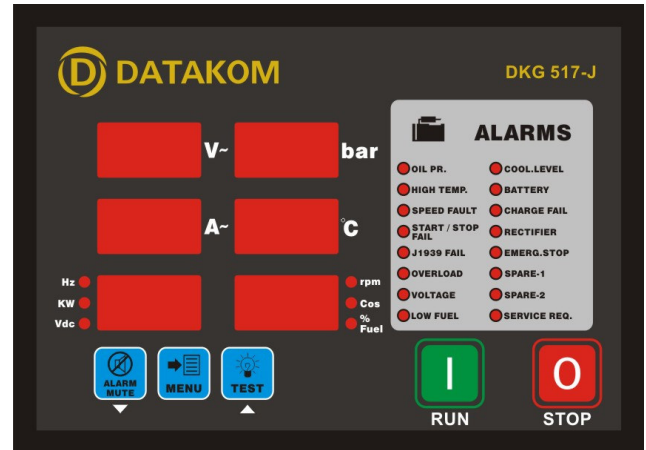 D DATAKOM
DKG 517-J
V~
bar
A~
°C
Hz
KW
Vdc
rpm
Cos
%
Fuel
ALARMS
OIL PR.
HIGH TEMP.
SPEED FAULT
START / STOP
FAIL
J1939 FAIL
OVERLOAD
VOLTAGE
LOW FUEL
COOL.LEVEL
BATTERY
CHARGE FAIL
RECTIFIER
EMERG.STOP
SPARE-1
SPARE-2
SERVICE REQ.
ALARM
MUTE
MENU
TEST
I
RUN
O
STOP